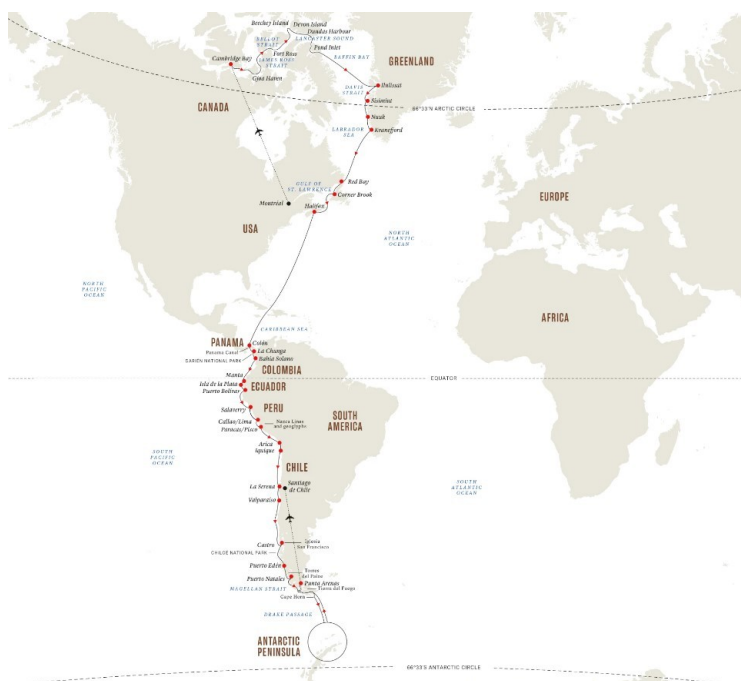 Beechey Island
Devon Island
Dundas Harbour
LANCASTER SOUND
BELLOT
STRAIT
Fort Ross
JAMES ROSS
STRAIT
Pond Inlet
BAFFIN BAY
Cambridge Bay
Gjoa Haven
GREENLAND
Ilulissat
DAVIS
STRAIT
Sisimiut
CANADA
66°33'N ARCTIC CIRCLE
Nuuk
LABRADOR
SEA
Evanefjord
Red Bay
GULF OF
ST. LAWRENCE
Corner Brook
Montréal
Halifax
EUROPE
USA
NORTH
ATLANTIC
OCEAN
NORTH
PACIFIC
OCEAN
AFRICA
CARIBBEAN SEA
PANAMA
Colón
Panama Canal
La Chunga
DARIÉN NATIONAL PARK
Bahía Solano
COLOMBIA
Manta
EQUATOR
Isla de la Plata
ECUADOR
Puerto Bolívar
Salaverry
PERU
SOUTH
AMERICA
Callao/Lima
Nazca Lines
and geoglyphs
Paracas/Pisco
Arica
Iquique
SOUTH
PACIFIC
OCEAN
CHILE
La Serena
Santiago
de Chile
SOUTH
ATLANTIC
OCEAN
Valparaíso
Castro
Iglesia
San Francisco
CHILOÉ NATIONAL PARK
Puerto Edén
Torres
del Paine
Puerto Natales
Punta Arenas
MAGELLAN STRAIT
Tierra del Fuego
Cape Horn
DRAKE PASSAGE
ANTARCTIC
PENINSULA
66°33'S ANTARCTIC CIRCLE